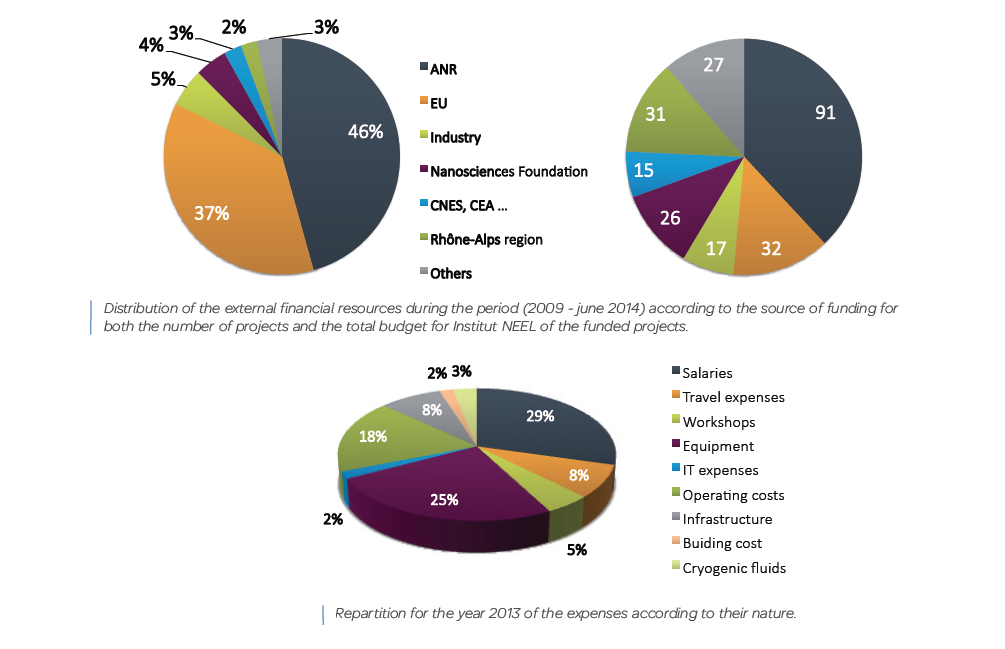 3%
2%
3%
4%
5%
46%
37%
ANR
EU
Industry
Nanosciences Foundation
CNES, CEA ...
Rhône-Alps region
Others
27
91
31
15
26
17
32
Distribution of the external financial resources during the period (2009 - june 2014) according to the source of funding for
both the number of projects and the total budget for Institut NEEL of the funded projects.
2% 3%
8%
29%
18%
8%
25%
2%
5%
Salaries
Travel expenses
Workshops
Equipment
IT expenses
Operating costs
Infrastructure
Buiding cost
Cryogenic fluids
Repartition for the year 2013 of the expenses according to their nature.